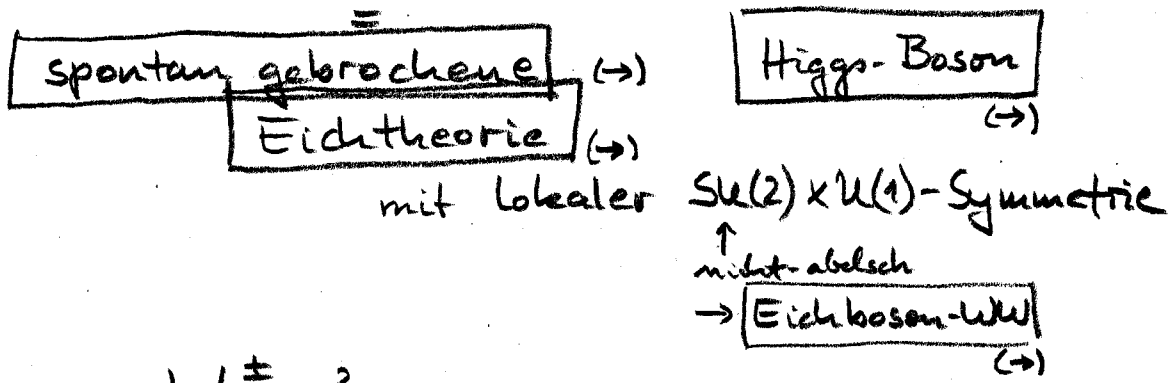 =
spontan gebrochene (→) Higgs-Boson
Eichtheorie (→) (→)
mit lokaler SU(2) x U(1)-Symmetrie
↑
nicht-abelsch
→ Eichboson-WW
(→)